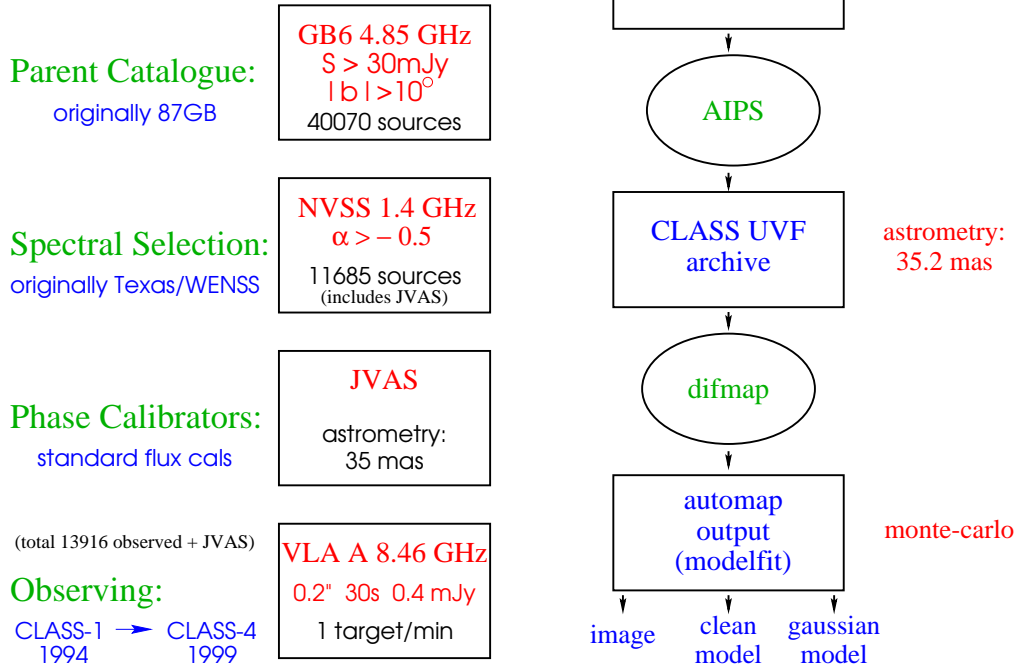 Parent Catalogue:
originally 87GB
GB6 4.85 GHz
S > 30mJy
| b | >10°
40070 sources
Spectral Selection:
originally Texas/WENSS
NVSS 1.4 GHz
α > – 0.5
11685 sources
(includes JVAS)
Phase Calibrators:
standard flux cals
JVAS
astrometry:
35 mas
(total 13916 observed + JVAS)
Observing:
CLASS-1 → CLASS-4
1994 1999
VLA A 8.46 GHz
0.2" 30s 0.4 mJy
1 target/min
AIPS
CLASS UVF
archive
astrometry:
35.2 mas
difmap
automap
output
(modelfit)
monte-carlo
image
clean
model
gaussian
model